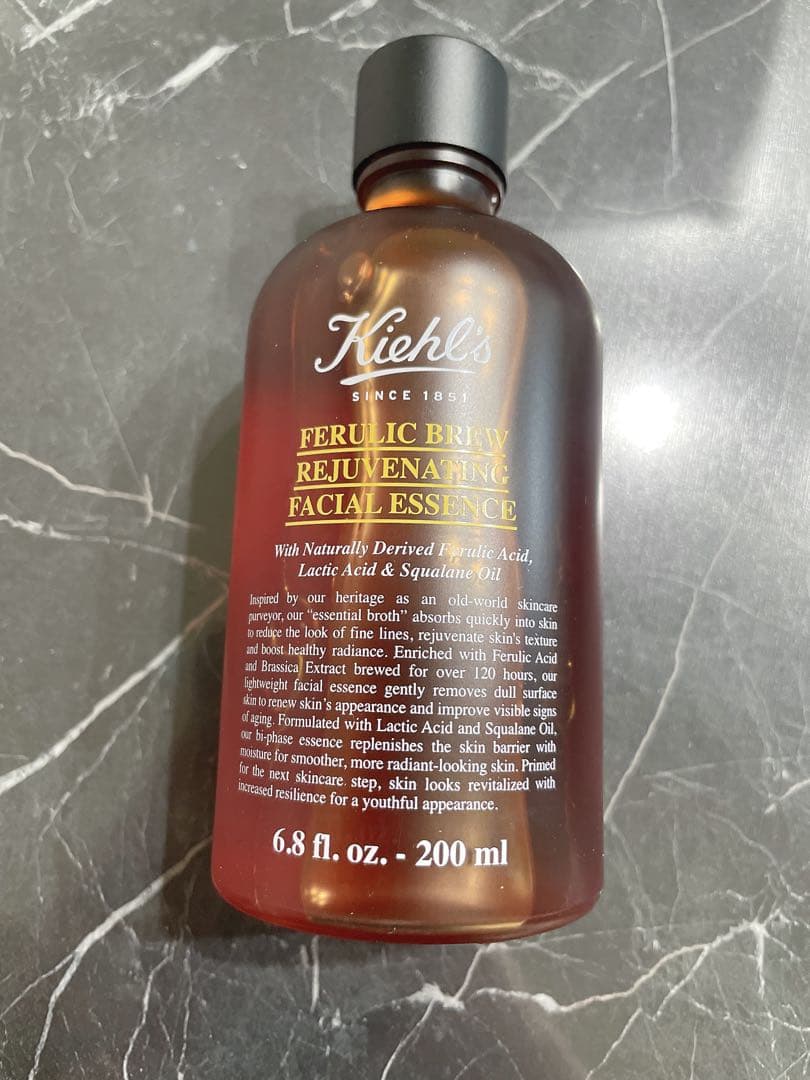 Kiehl's
SINCE 1851
FERULIC BREW
REJUVENATING
FACIAL ESSENCE
With Naturally Derived Ferulic Acid,
Lactic Acid & Squalane Oil
Inspired by our heritage as an old-world skincare
purveyor, our “essential broth” absorbs quickly into skin
to reduce the look of fine lines, rejuvenate skin's texture
and boost healthy radiance. Enriched with Ferulic Acid
and Brassica Extract brewed for over 120 hours, our
lightweight facial essence gently removes dull surface
skin to renew skin's appearance and improve visible signs
of aging. Formulated with Lactic Acid and Squalane Oil,
our bi-phase essence replenishes the skin barrier with
moisture for smoother, more radiant-looking skin. Primed
for the next skincare step, skin looks revitalized with
increased resilience for a youthful appearance.
6.8 fl. oz. - 200 ml